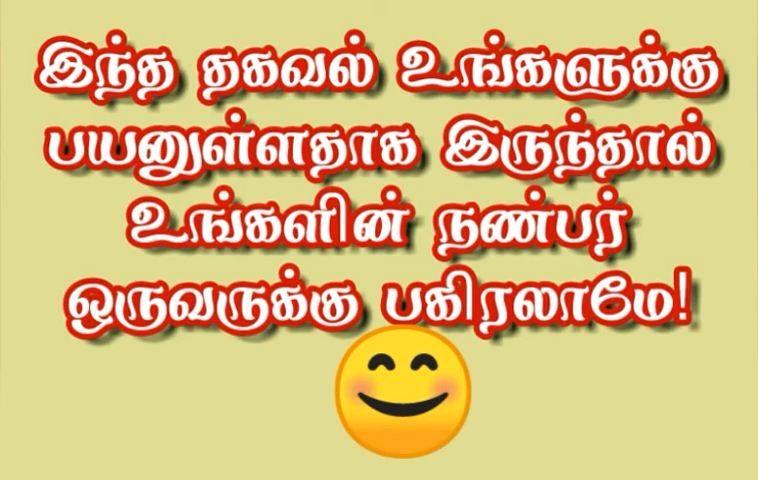 இந்த தகவல் உங்களுக்கு
பயனுள்ளதாக இருந்தால்
உங்களின் நண்பர்
ஒருவருக்கு பகிரலாமே!